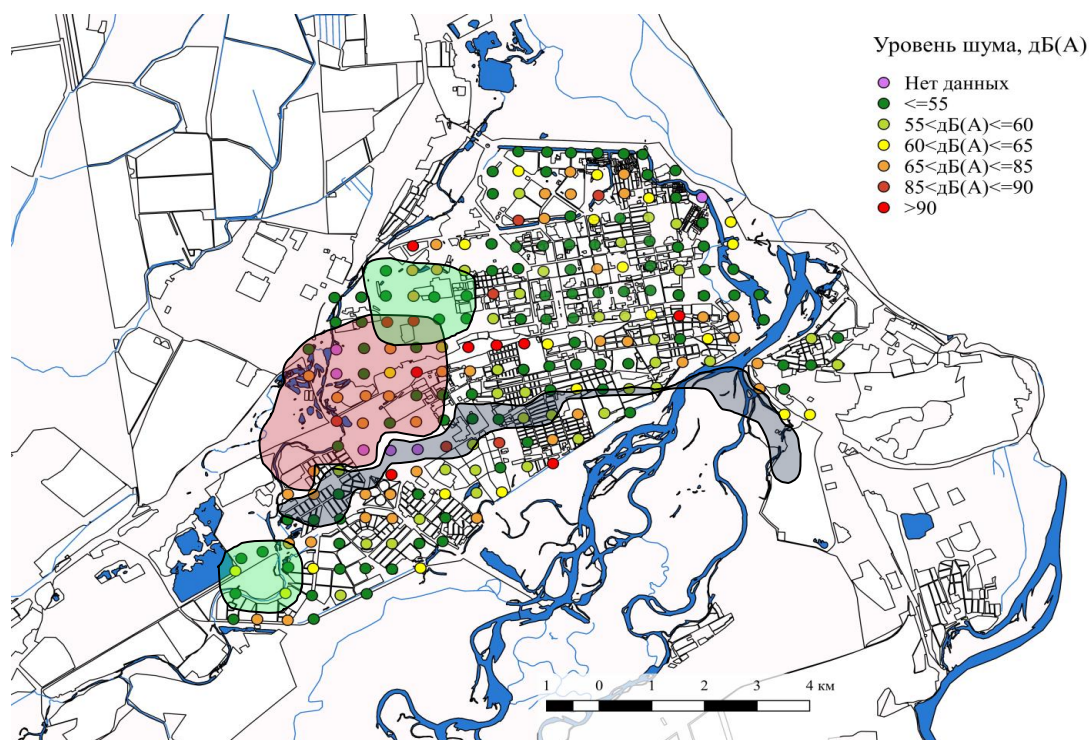 Уровень шума, дБ(А)
Нет данных
<=55
55<дБ(А)<=60
60<дБ(А)<=65
65<дБ(А)<=85
85<дБ(А)<=90
>90
1 0 1 2 3 4 км